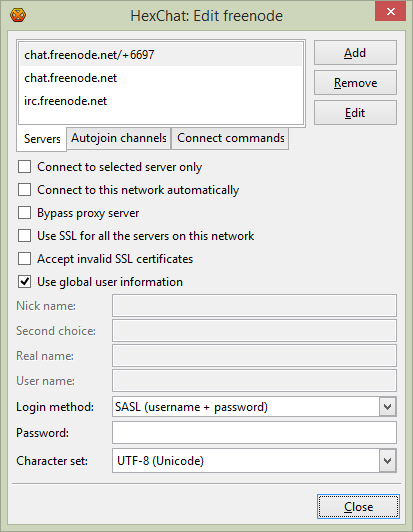 HexChat: Edit freenode
chat.freenode.net/+6697
chat.freenode.net
irc.freenode.net
Add
Remove
Edit
Servers Autojoin channels Connect commands
Connect to selected server only
Connect to this network automatically
Bypass proxy server
Use SSL for all the servers on this network
Accept invalid SSL certificates
Use global user information
Nick name:
Second choice:
Real name:
User name:
Login method: SASL (username + password)
Password:
Character set: UTF-8 (Unicode)
Close